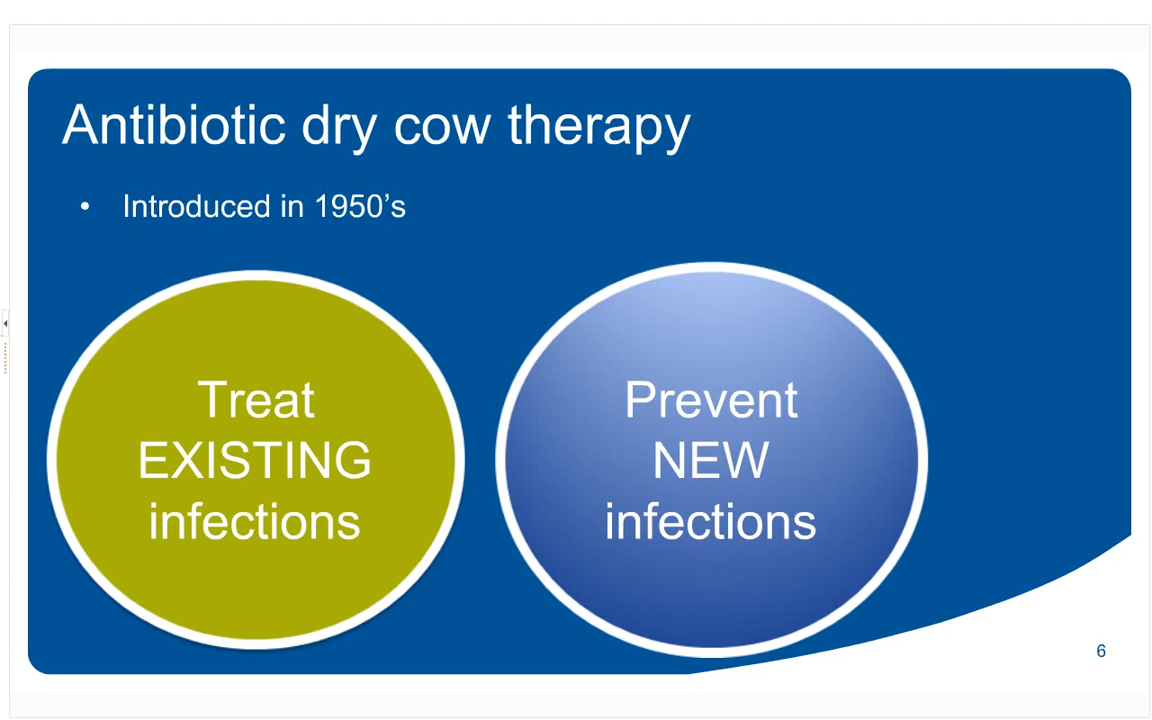 Antibiotic dry cow therapy
• Introduced in 1950’s
Treat
EXISTING
infections
Prevent
NEW
infections
6